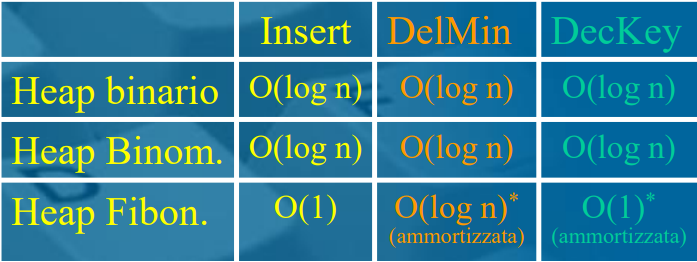 Insert DelMin DecKey
Heap binario O(log n) O(log n) O(log n)
Heap Binom. O(log n) O(log n) O(log n)
Heap Fibon. O(1) O(log n)* O(1)*
(ammortizzata) (ammortizzata)